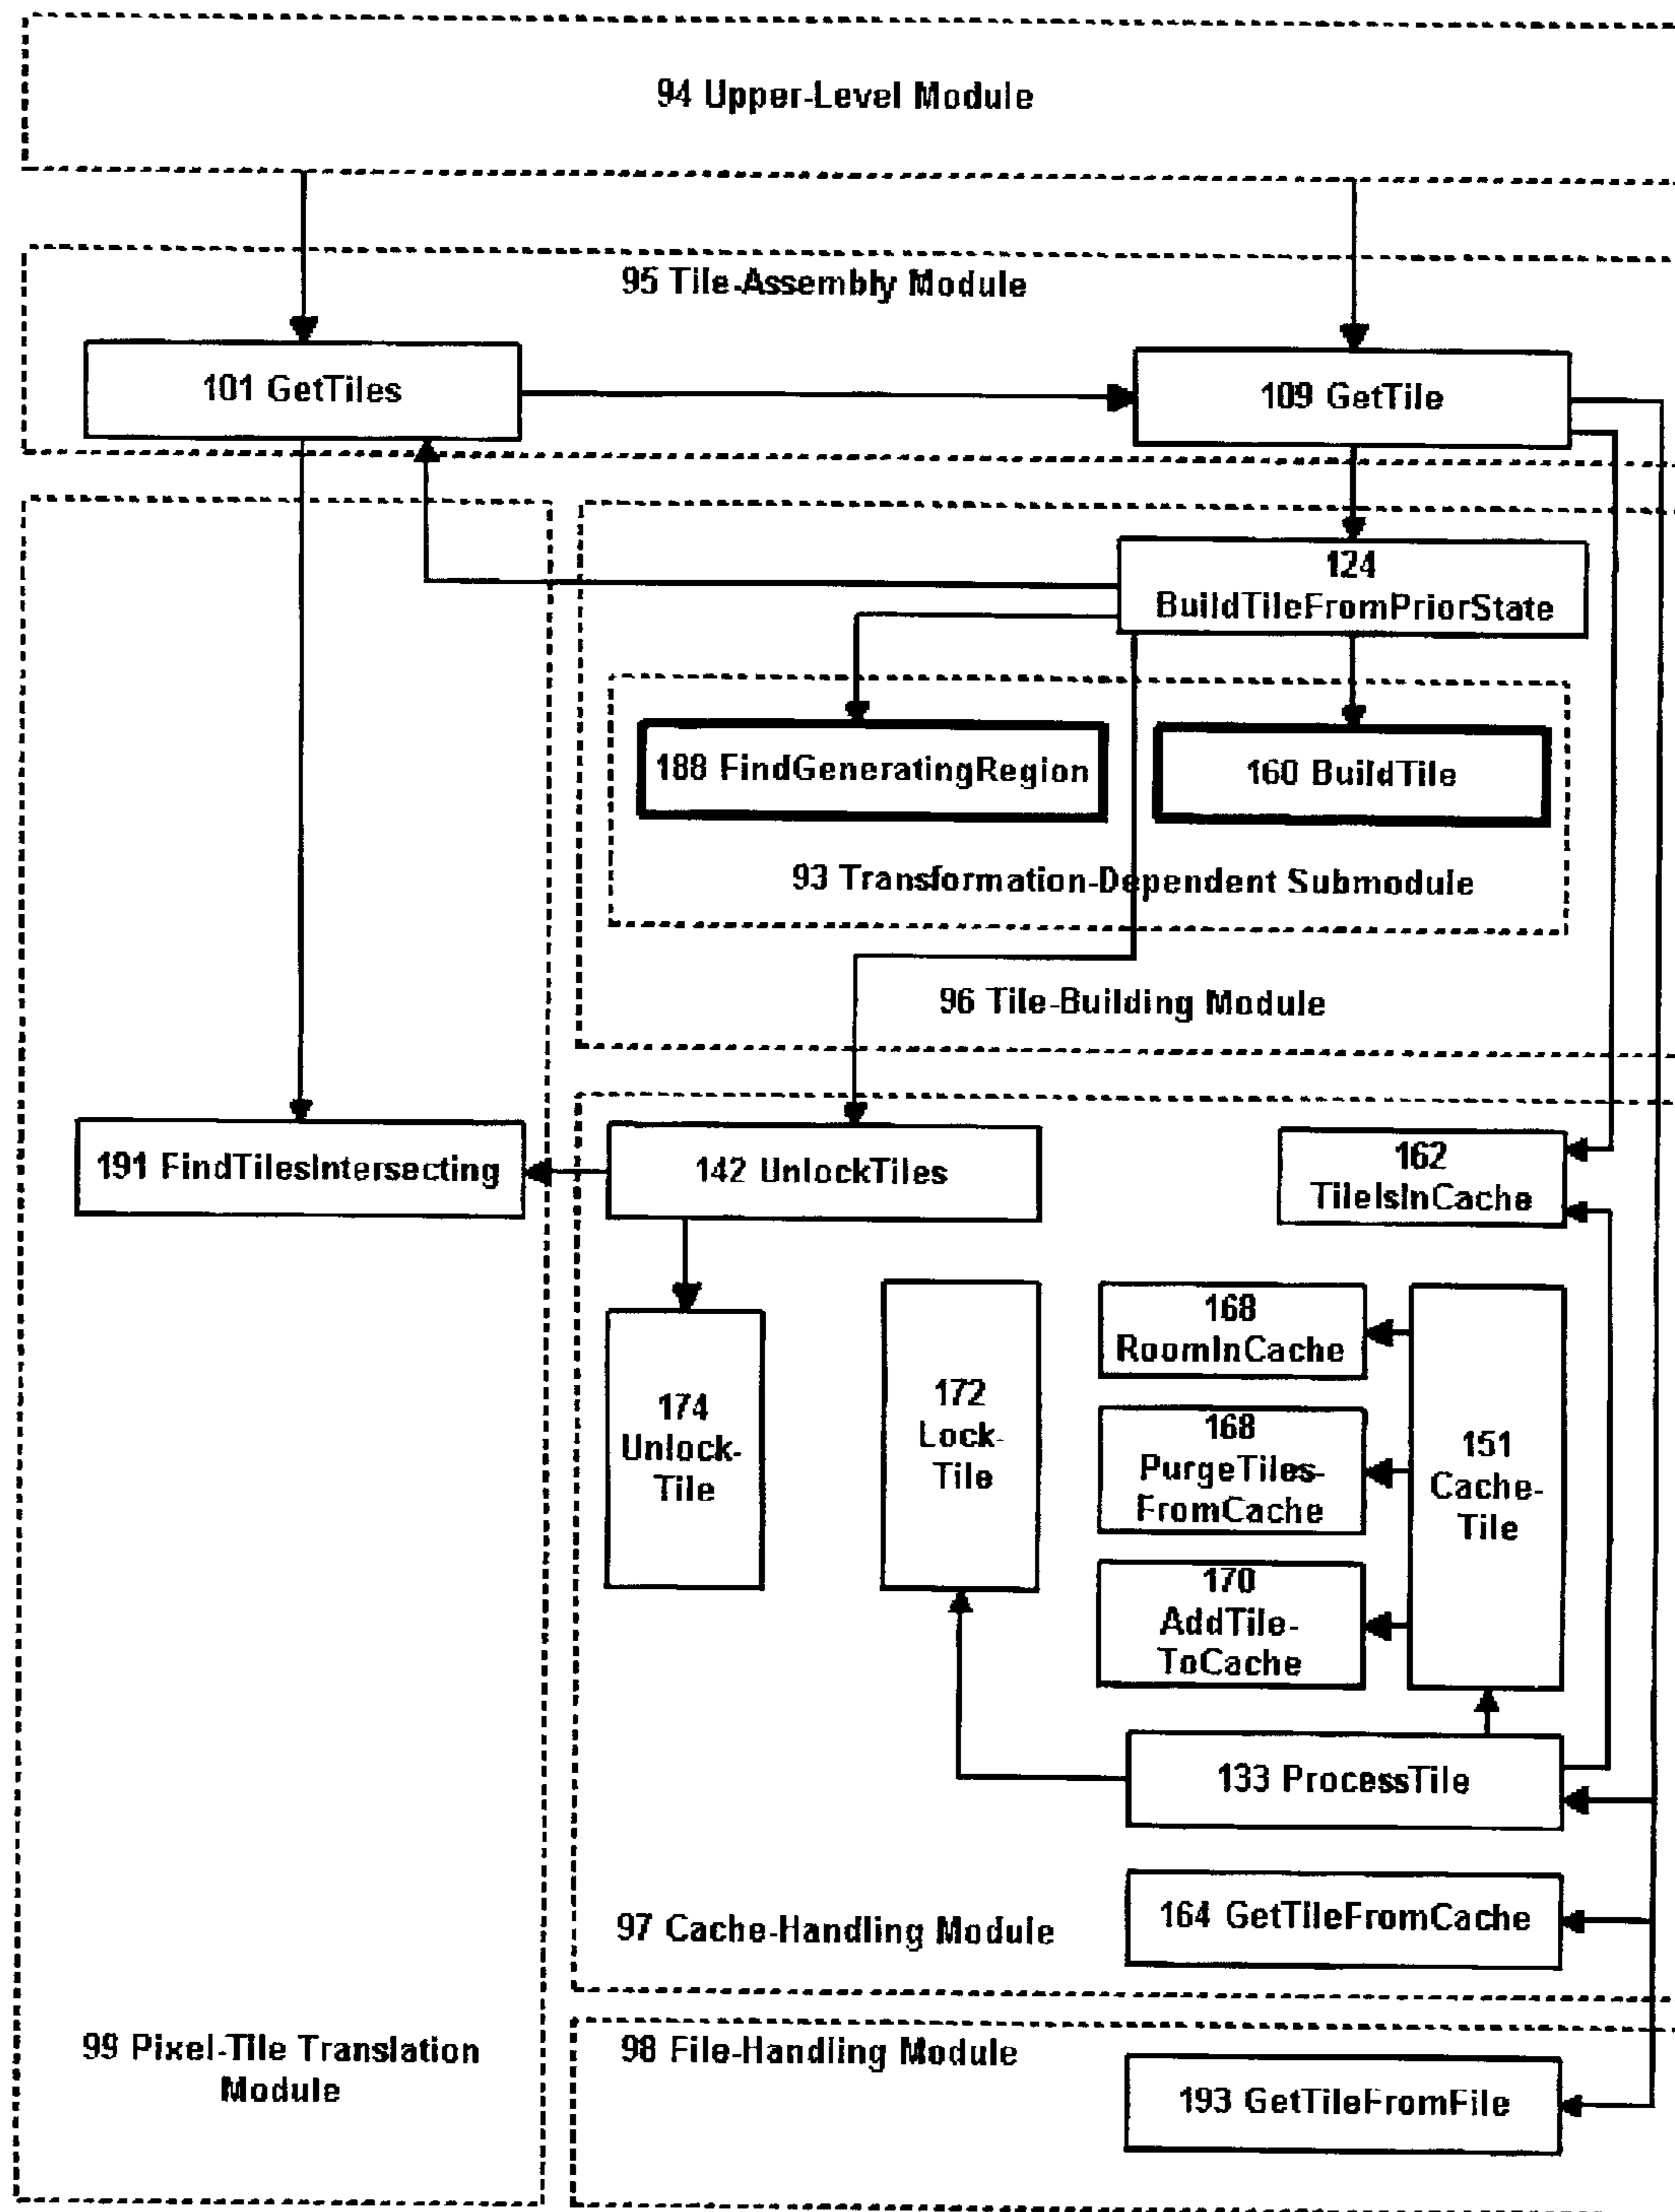 94 Upper-Level Module
95 Tile-Assembly Module
101 GetTiles
109 GetTile
124
BuildTileFromPriorState
188 FindGeneratingRegion
160 BuildTile
93 Transformation-Dependent Submodule
96 Tile-Building Module
191 FindTilesIntersecting
142 UnlockTiles
162
TileIsInCache
168
RoomInCache
174
Unlock-
Tile
172
Lock-
Tile
168
PurgeTiles-
FromCache
151
Cache-
Tile
170
AddTile-
ToCache
133 ProcessTile
164 GetTileFromCache
97 Cache-Handling Module
99 Pixel-Tile Translation
Module
98 File-Handling Module
193 GetTileFromFile